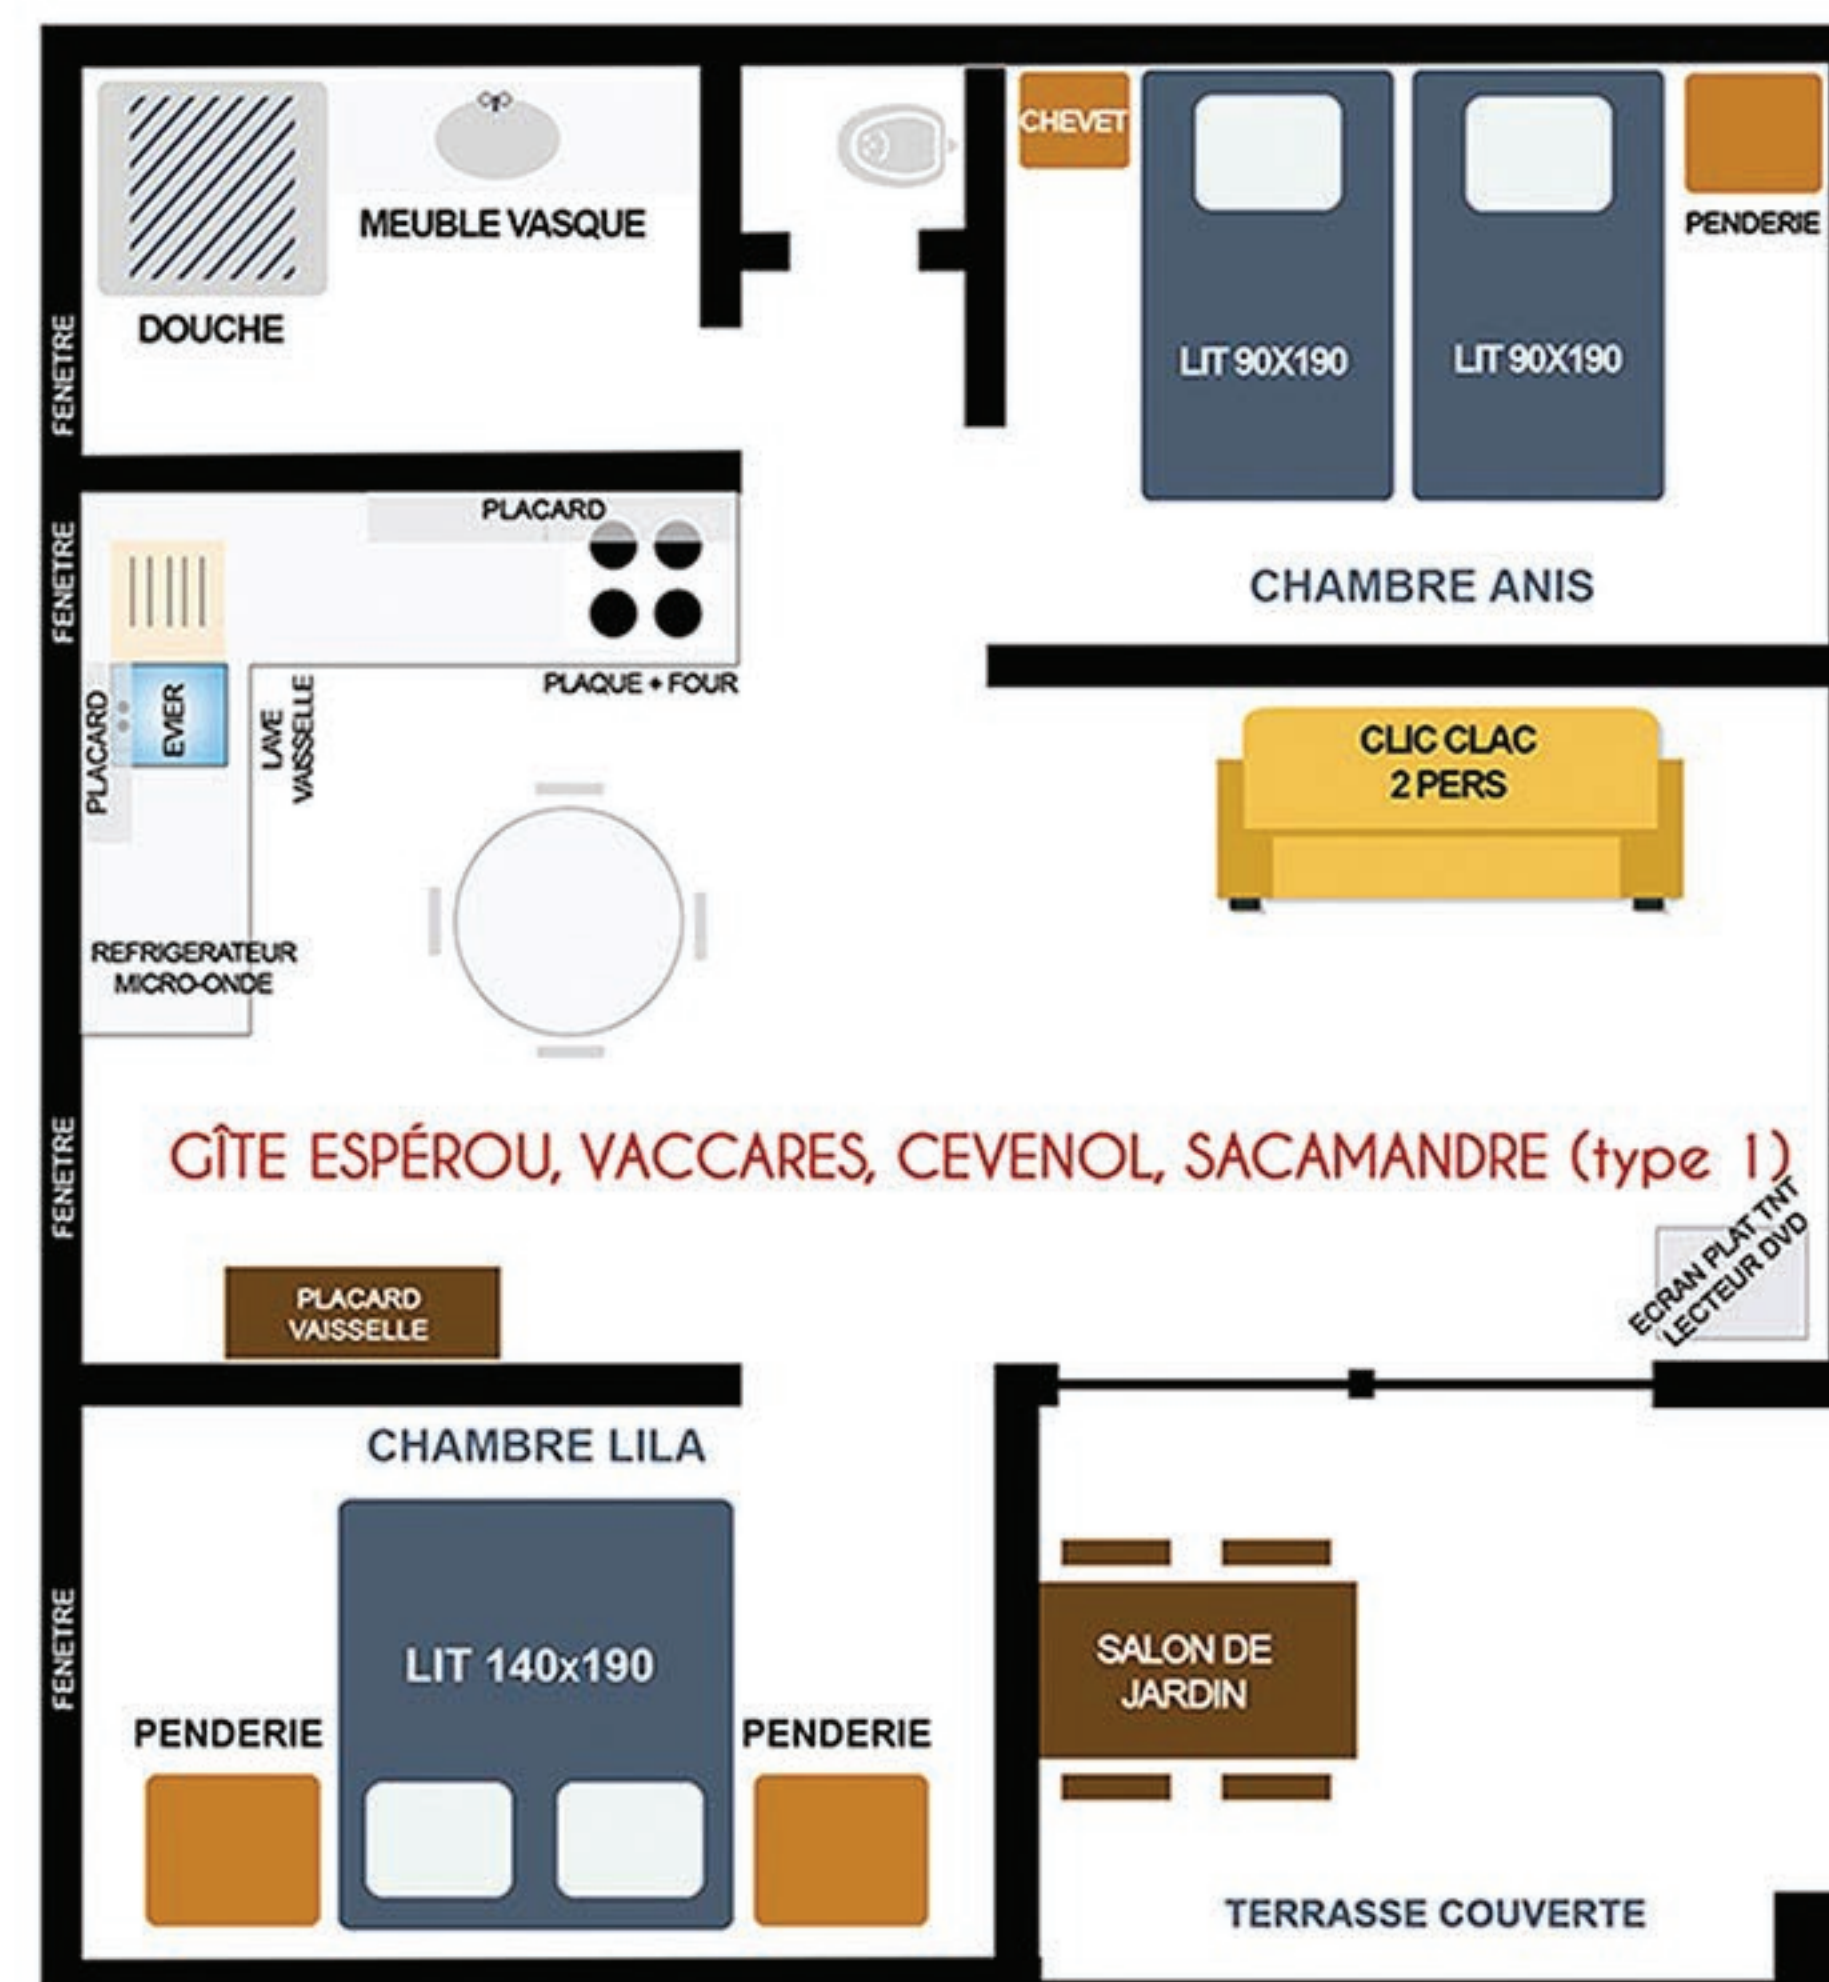 CHEVET
MEUBLE VASQUE
PENDERIE
DOUCHE
LIT 90X190
LIT 90X190
FENETRE
PLACARD
FENETRE
CHAMBRE ANIS
PLAQUE + FOUR
PLACARD
EVIER
LAVE
VAISSELLE
CLIC CLAC
2 PERS
REFRIGERATEUR
MICRO-ONDE
GÎTE ESPÉROU, VACCARES, CEVENOL, SACAMANDRE (type 1)
FENETRE
ECRAN PLAT TNT
LECTEUR DVD
PLACARD
VAISSELLE
CHAMBRE LILA
LIT 140x190
FENETRE
SALON DE
JARDIN
PENDERIE
PENDERIE
TERRASSE COUVERTE